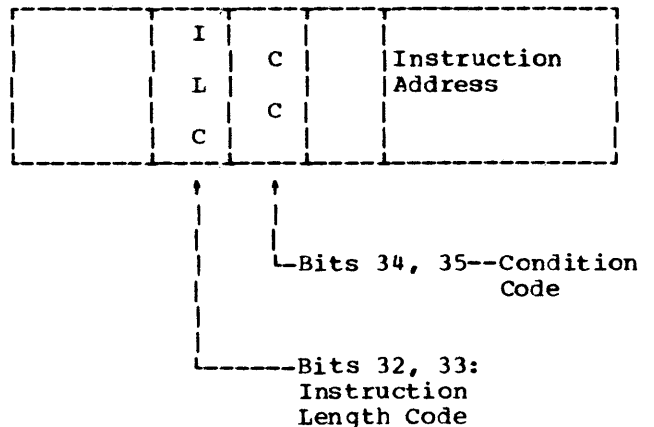 I
L
C
C
C
Instruction
Address
Bits 34, 35--Condition
Code
Bits 32, 33:
Instruction
Length Code